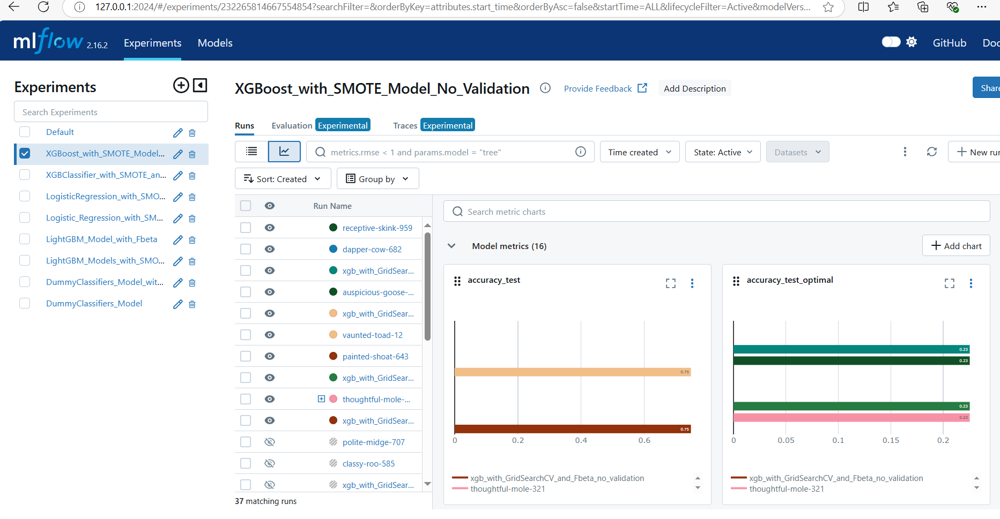 127.0.0.1:2024/#/experiments/232265814667554854?searchFilter=&orderByKey=attributes.start_time&orderByAsc=false&startTime=ALL&lifecycleFilter=Active&modelVers...
mlflow 2.16.2 Experiments Models GitHub Doc
Experiments
Search Experiments
Default
XGBoost_with_SMOTE_Model...
XGBClassifier_with_SMOTE_an...
LogisticRegression_with_SMO...
Logistic_Regression_with_SM...
LightGBM_Model_with_Fbeta
LightGBM_Models_with_SMO...
DummyClassifiers_Model_wit...
DummyClassifiers_Model
XGBoost_with_SMOTE_Model_No_Validation Provide Feedback Add Description Share
Runs Evaluation Experimental Traces Experimental
metrics.rmse < 1 and params.model = "tree" Time created State: Active Datasets New run
Sort: Created Group by
Run Name
receptive-skink-959
dapper-cow-682
xgb_with_GridSear...
auspicious-goose-...
xgb_with_GridSear...
vaunted-toad-12
painted-shoat-643
xgb_with_GridSear...
thoughtful-mole-...
xgb_with_GridSear...
polite-midge-707
classy-roo-585
xgb_with_GridSear...
37 matching runs
Search metric charts
Model metrics (16) Add chart
accuracy_test
0.75
0.75
0 0.2 0.4 0.6
xgb_with_GridSearchCV_and_Fbeta_no_validation
thoughtful-mole-321
accuracy_test_optimal
0.23
0.23
0.23
0.23
0 0.05 0.1 0.15 0.2
xgb_with_GridSearchCV_and_Fbeta_no_validation
thoughtful-mole-321